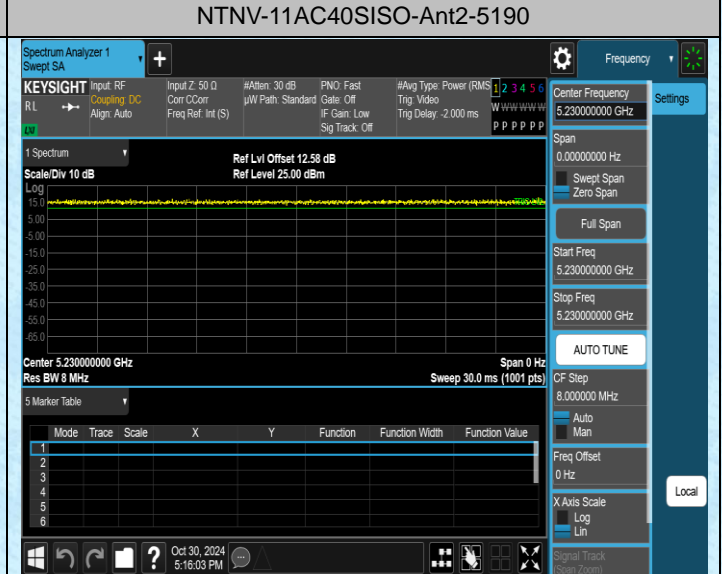 NTNV-11AC40SISO-Ant2-5190
Spectrum Analyzer 1
Swept SA
+
Frequency
KEYSIGHT
RL
LXI
Input: RF
Coupling: DC
Align: Auto
Input Z: 50 Ω
Corr CCorr
Freq Ref: Int (S)
#Atten: 30 dB
µW Path: Standard
PNO: Fast
Gate: Off
IF Gain: Low
Sig Track: Off
#Avg Type: Power (RMS
Trig: Video
Trig Delay: -2.000 ms
1 2 3 4 5 6
W W W W W W
P P P P P P
Center Frequency
5.230000000 GHz
Settings
Span
0.00000000 Hz
Swept Span
Zero Span
Full Span
Start Freq
5.230000000 GHz
Stop Freq
5.230000000 GHz
AUTO TUNE
CF Step
8.000000 MHz
Auto
Man
Freq Offset
0 Hz
X Axis Scale
Log
Lin
Signal Track
(Span Zoom)
Local
1 Spectrum
Scale/Div 10 dB
Ref Lvl Offset 12.58 dB
Ref Level 25.00 dBm
Log
15.0
5.00
-5.00
-15.0
-25.0
-35.0
-45.0
-55.0
-65.0
Center 5.230000000 GHz
Span 0 Hz
Res BW 8 MHz
Sweep 30.0 ms (1001 pts)
5 Marker Table
Mode Trace Scale X Y Function Function Width Function Value
1
2
3
4
5
6
?
Oct 30, 2024
5:16:03 PM